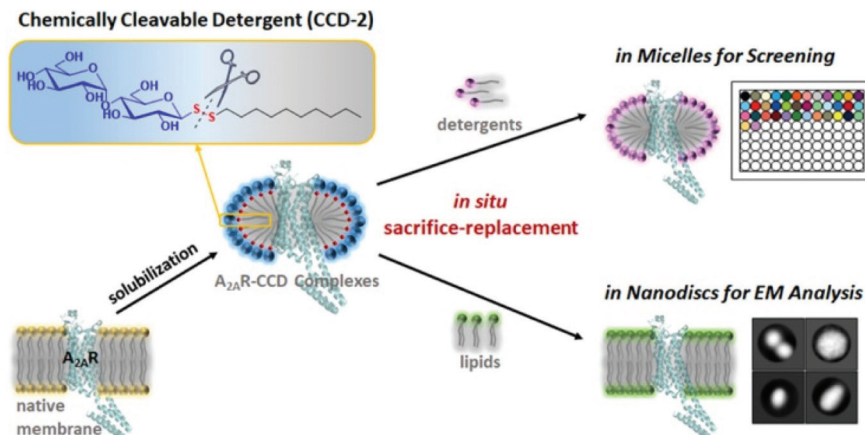 Chemically Cleavable Detergent (CCD-2)
OH
OH
HO
HO
OH
O
OH
O
O
HO
OH
S
S
in Micelles for Screening
detergents
in situ
sacrifice-replacement
solubilization
A2AR-CCD Complexes
in Nanodiscs for EM Analysis
A2AR
lipids
native
membrane